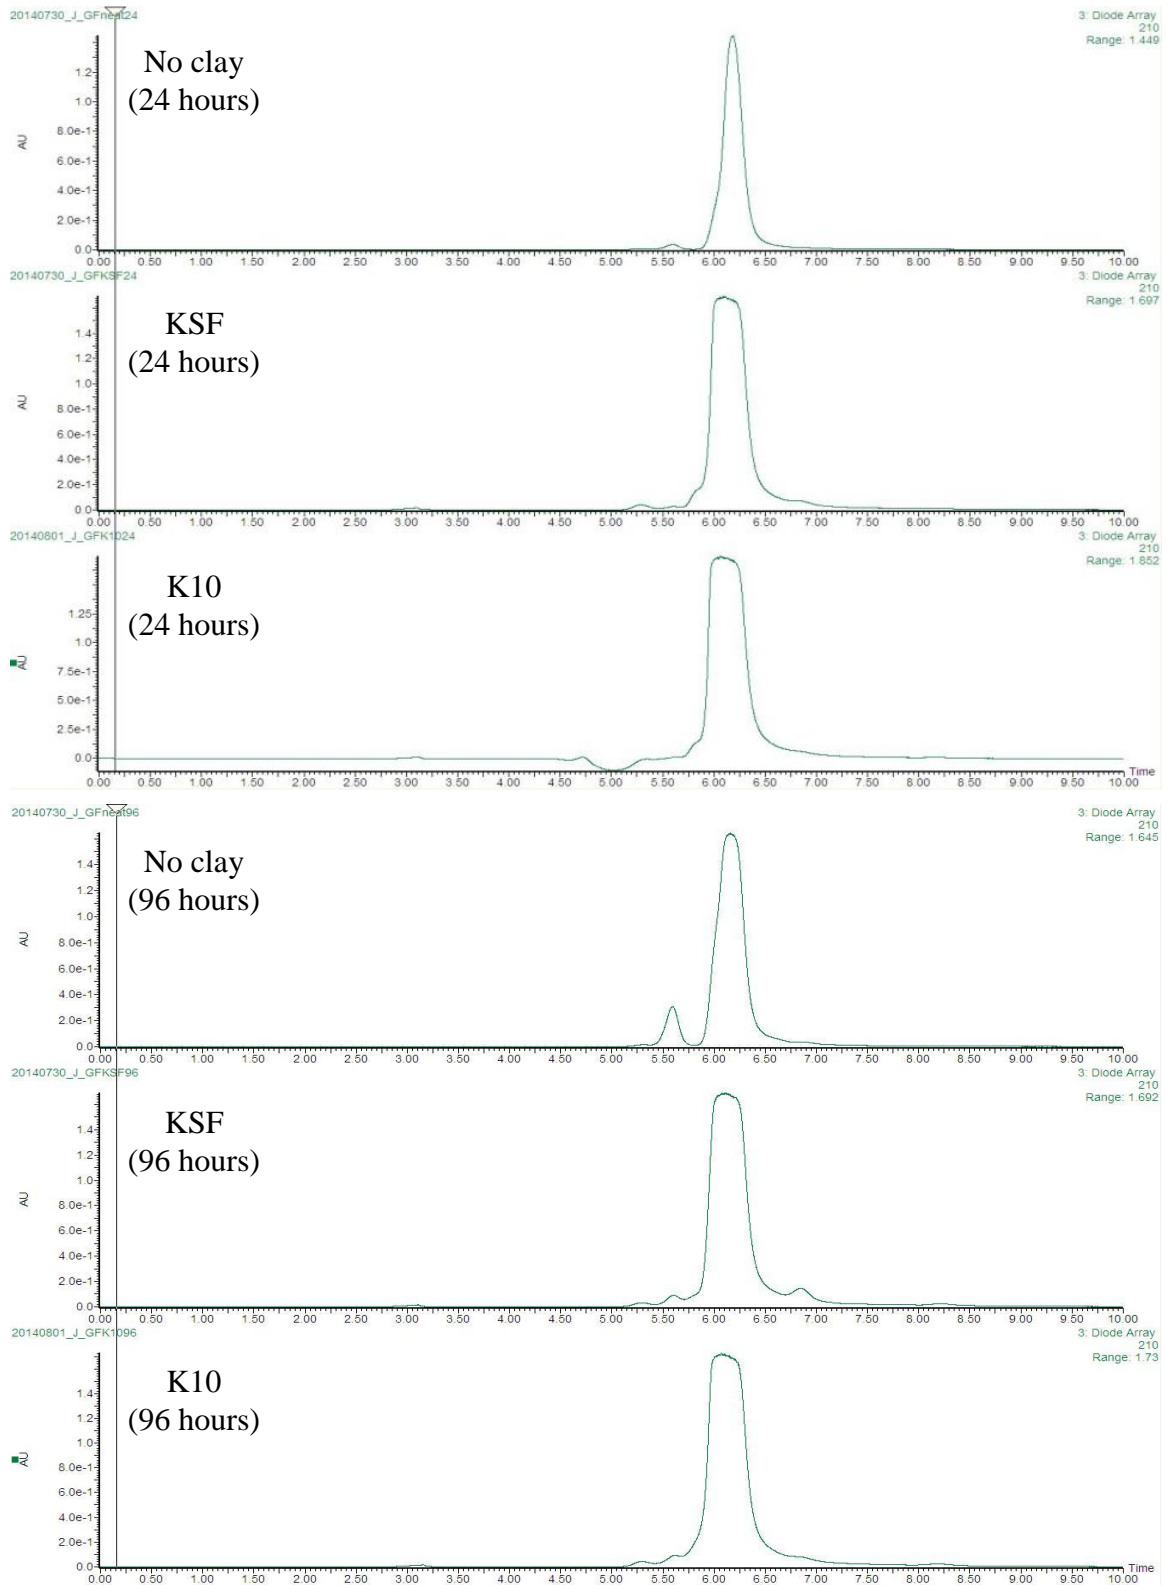 20140730_J_GFneat24
3: Diode Array
210
Range: 1.449
No clay
(24 hours)
AU
1.2
1.0
8.0e-1
6.0e-1
4.0e-1
2.0e-1
0.0
0.00 0.50 1.00 1.50 2.00 2.50 3.00 3.50 4.00 4.50 5.00 5.50 6.00 6.50 7.00 7.50 8.00 8.50 9.00 9.50 10.00
20140730_J_GFKSF24
3: Diode Array
210
Range: 1.697
KSF
(24 hours)
AU
1.4
1.2
1.0
8.0e-1
6.0e-1
4.0e-1
2.0e-1
0.0
0.00 0.50 1.00 1.50 2.00 2.50 3.00 3.50 4.00 4.50 5.00 5.50 6.00 6.50 7.00 7.50 8.00 8.50 9.00 9.50 10.00
20140801_J_GFK1024
3: Diode Array
210
Range: 1.852
K10
(24 hours)
AU
1.25
1.0
7.5e-1
5.0e-1
2.5e-1
0.0
0.00 0.50 1.00 1.50 2.00 2.50 3.00 3.50 4.00 4.50 5.00 5.50 6.00 6.50 7.00 7.50 8.00 8.50 9.00 9.50 10.00
Time
20140730_J_GFneat96
3: Diode Array
210
Range: 1.645
No clay
(96 hours)
AU
1.4
1.2
1.0
8.0e-1
6.0e-1
4.0e-1
2.0e-1
0.0
0.00 0.50 1.00 1.50 2.00 2.50 3.00 3.50 4.00 4.50 5.00 5.50 6.00 6.50 7.00 7.50 8.00 8.50 9.00 9.50 10.00
20140730_J_GFKSF96
3: Diode Array
210
Range: 1.692
KSF
(96 hours)
AU
1.4
1.2
1.0
8.0e-1
6.0e-1
4.0e-1
2.0e-1
0.0
0.00 0.50 1.00 1.50 2.00 2.50 3.00 3.50 4.00 4.50 5.00 5.50 6.00 6.50 7.00 7.50 8.00 8.50 9.00 9.50 10.00
20140801_J_GFK1096
3: Diode Array
210
Range: 1.73
K10
(96 hours)
AU
1.4
1.2
1.0
8.0e-1
6.0e-1
4.0e-1
2.0e-1
0.0
0.00 0.50 1.00 1.50 2.00 2.50 3.00 3.50 4.00 4.50 5.00 5.50 6.00 6.50 7.00 7.50 8.00 8.50 9.00 9.50 10.00
Time